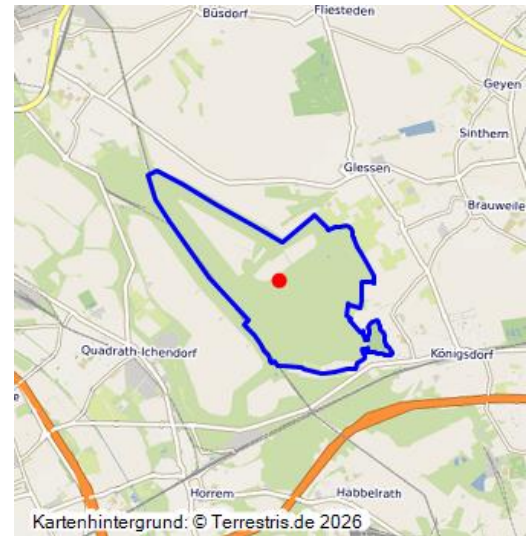 Büsdorf
Fliesteden
Geyen
Sinthern
Glessen
Brauweile
Quadrath-Ichendorf
Königsdorf
Horrem
Habbelrath
Kartenhintergrund: © Terrestris.de 2026